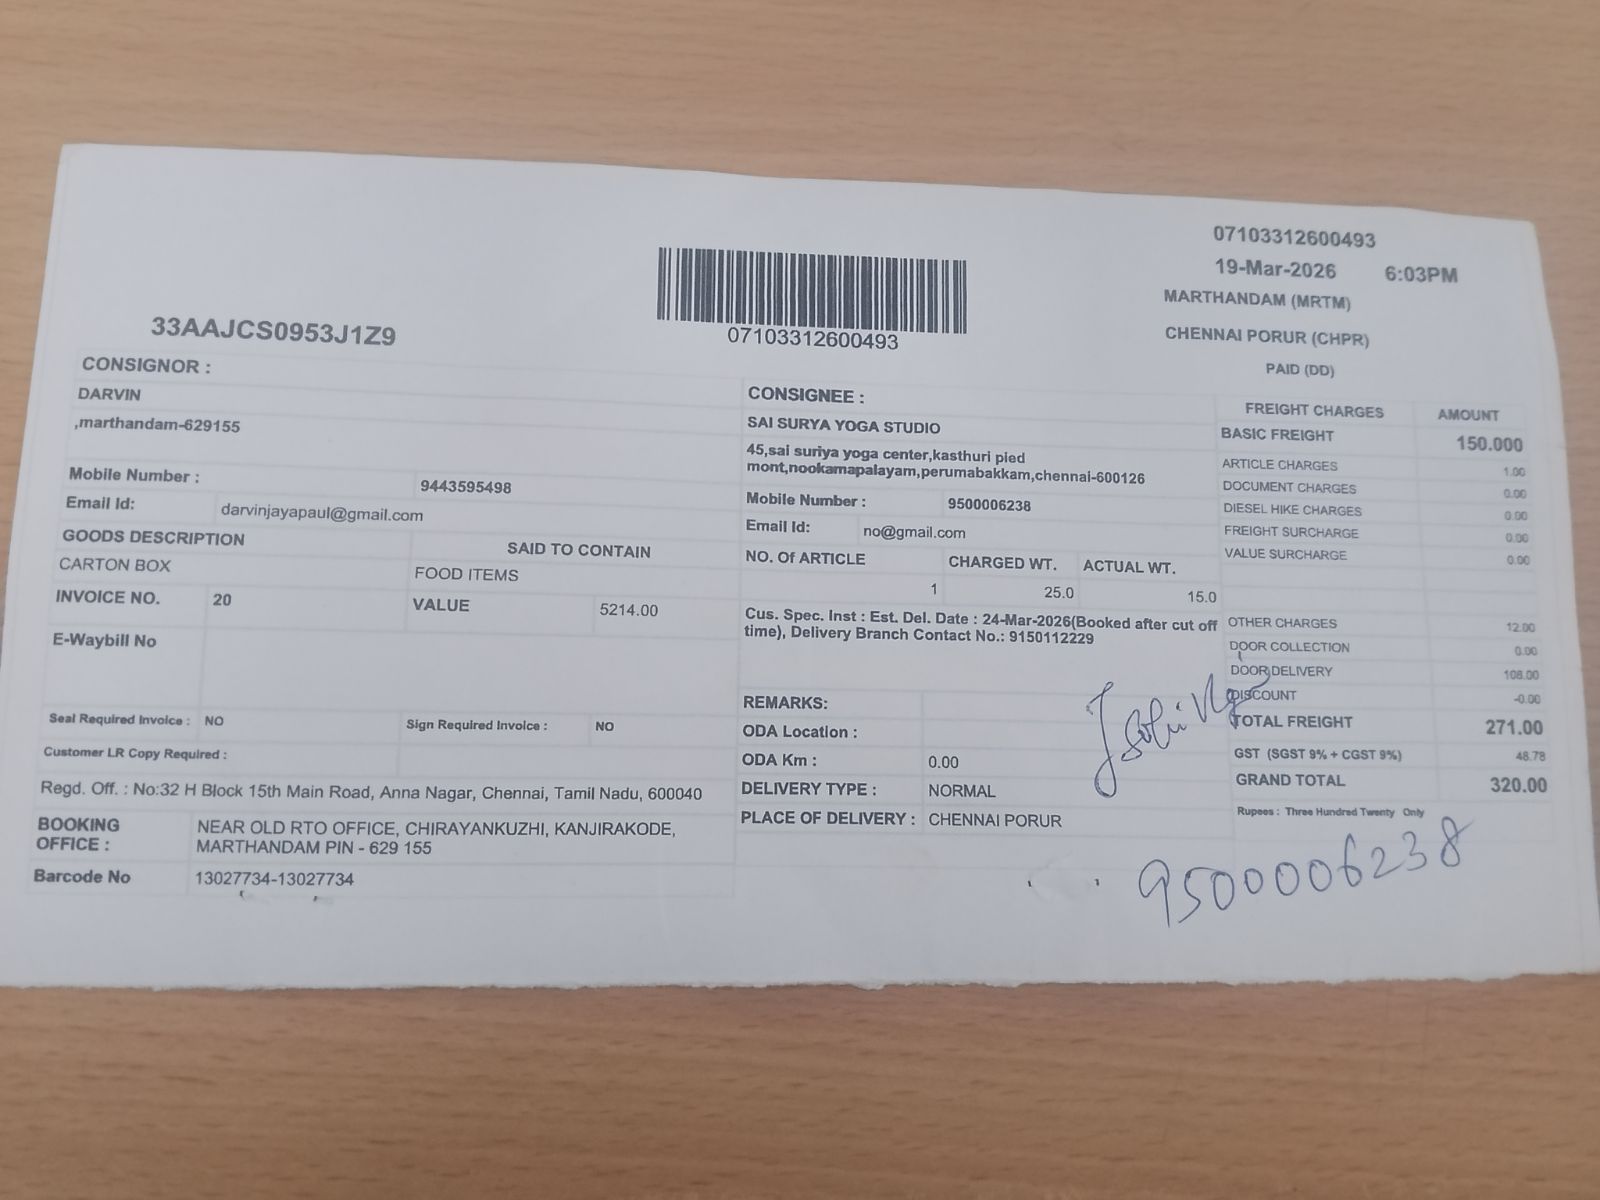 07103312600493
19-Mar-2026 6:03PM
MARTHANDAM (MRTM)
CHENNAI PORUR (CHPR)
PAID (DD)
07103312600493
33AAJCS0953J1Z9
CONSIGNOR :
DARVIN
,marthandam-629155
Mobile Number : 9443595498
Email Id: darvinjayapaul@gmail.com
GOODS DESCRIPTION SAID TO CONTAIN
CARTON BOX FOOD ITEMS
INVOICE NO. 20 VALUE 5214.00
E-Waybill No
Seal Required Invoice : NO Sign Required Invoice : NO
Customer LR Copy Required :
Regd. Off. : No:32 H Block 15th Main Road, Anna Nagar, Chennai, Tamil Nadu, 600040
BOOKING OFFICE : NEAR OLD RTO OFFICE, CHIRAYANKUZHI, KANJIRAKODE,
MARTHANDAM PIN - 629 155
Barcode No 13027734-13027734
CONSIGNEE :
SAI SURYA YOGA STUDIO
45,sai suriya yoga center,kasthuri pied
mont,nookamapalayam,perumabakkam,chennai-600126
Mobile Number : 9500006238
Email Id: no@gmail.com
NO. Of ARTICLE CHARGED WT. ACTUAL WT.
1 25.0 15.0
Cus. Spec. Inst : Est. Del. Date : 24-Mar-2026(Booked after cut off
time), Delivery Branch Contact No.: 9150112229
REMARKS:
ODA Location :
ODA Km : 0.00
DELIVERY TYPE : NORMAL
PLACE OF DELIVERY : CHENNAI PORUR
FREIGHT CHARGES AMOUNT
BASIC FREIGHT 150.000
ARTICLE CHARGES 1.00
DOCUMENT CHARGES 0.00
DIESEL HIKE CHARGES 0.00
FREIGHT SURCHARGE 0.00
VALUE SURCHARGE 0.00
OTHER CHARGES 12.00
DOOR COLLECTION 0.00
DOOR DELIVERY 108.00
DISCOUNT -0.00
TOTAL FREIGHT 271.00
GST (SGST 9% + CGST 9%) 48.78
GRAND TOTAL 320.00
Rupees : Three Hundred Twenty Only
9500006238